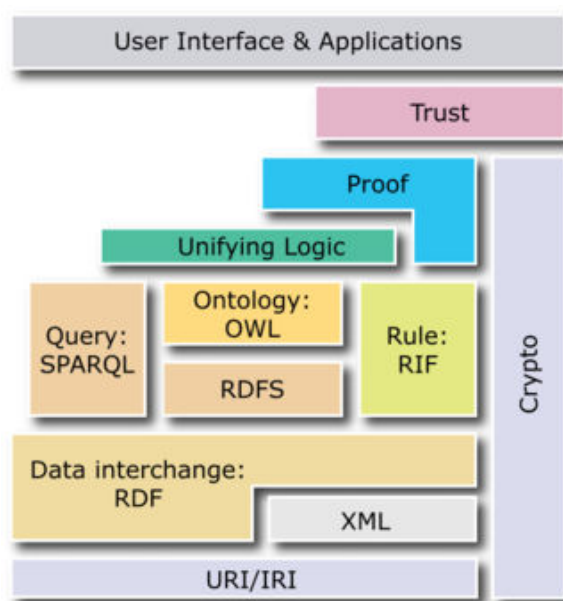 User Interface & Applications
Trust
Proof
Unifying Logic
Query:
SPARQL
Ontology:
OWL
RDFS
Rule:
RIF
Crypto
Data interchange:
RDF
XML
URI/IRI